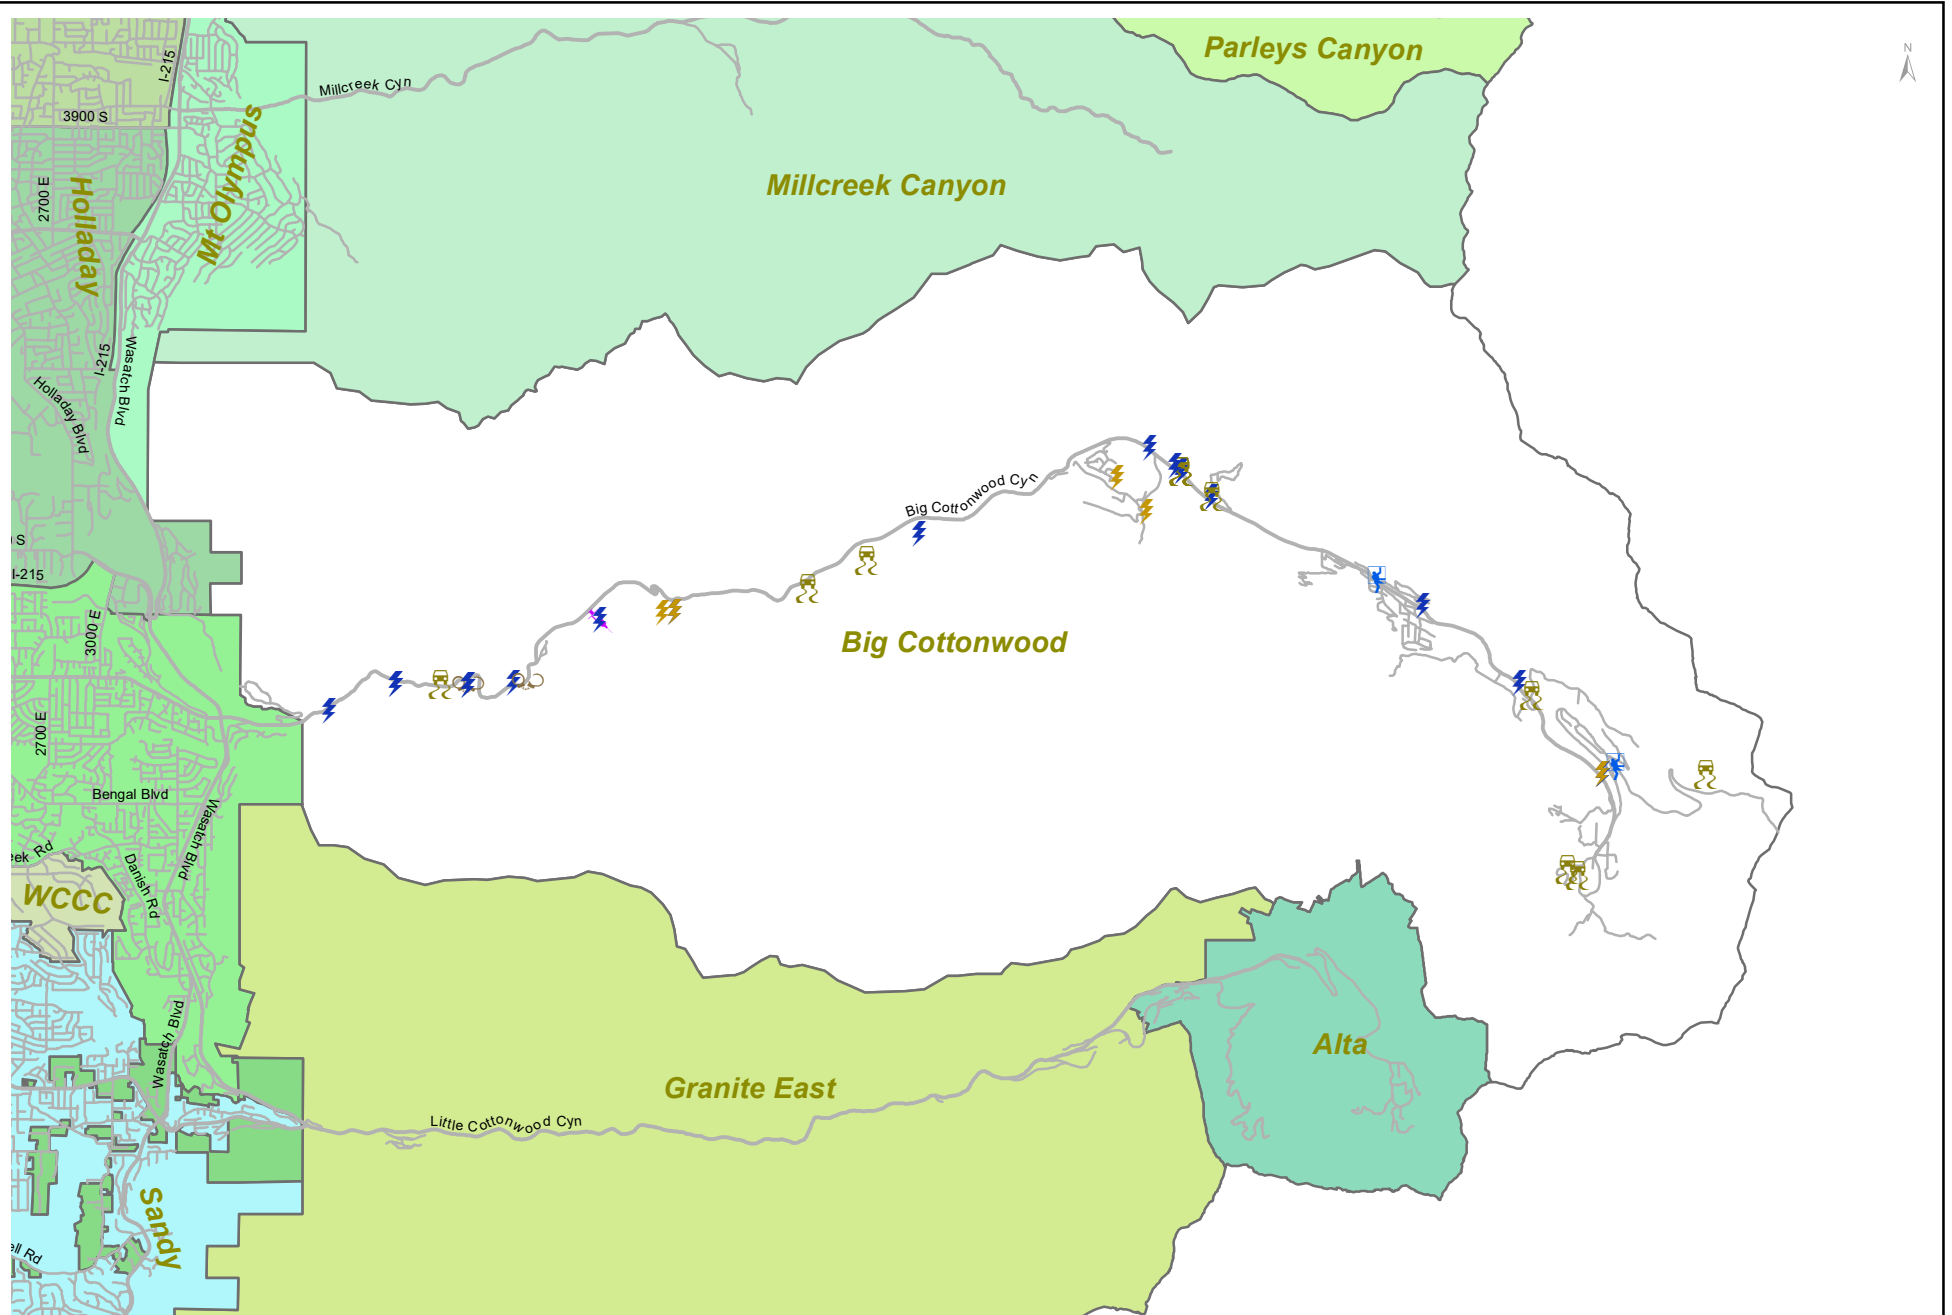 Parleys Canyon
N
I-215
Millcreek Cyn
3900 S
Mt Olympus
Holladay
2700 E
Millcreek Canyon
I-215
Wasatch Blvd
Holladay Blvd
Big Cottonwood Cyn
S
I-215
3000 E
Big Cottonwood
2700 E
Bengal Blvd
Wasatch Blvd
eek Rd
Danish Rd
WCCC
Wasatch Blvd
Alta
Granite East
Little Cottonwood Cyn
Sandy
ell Rd